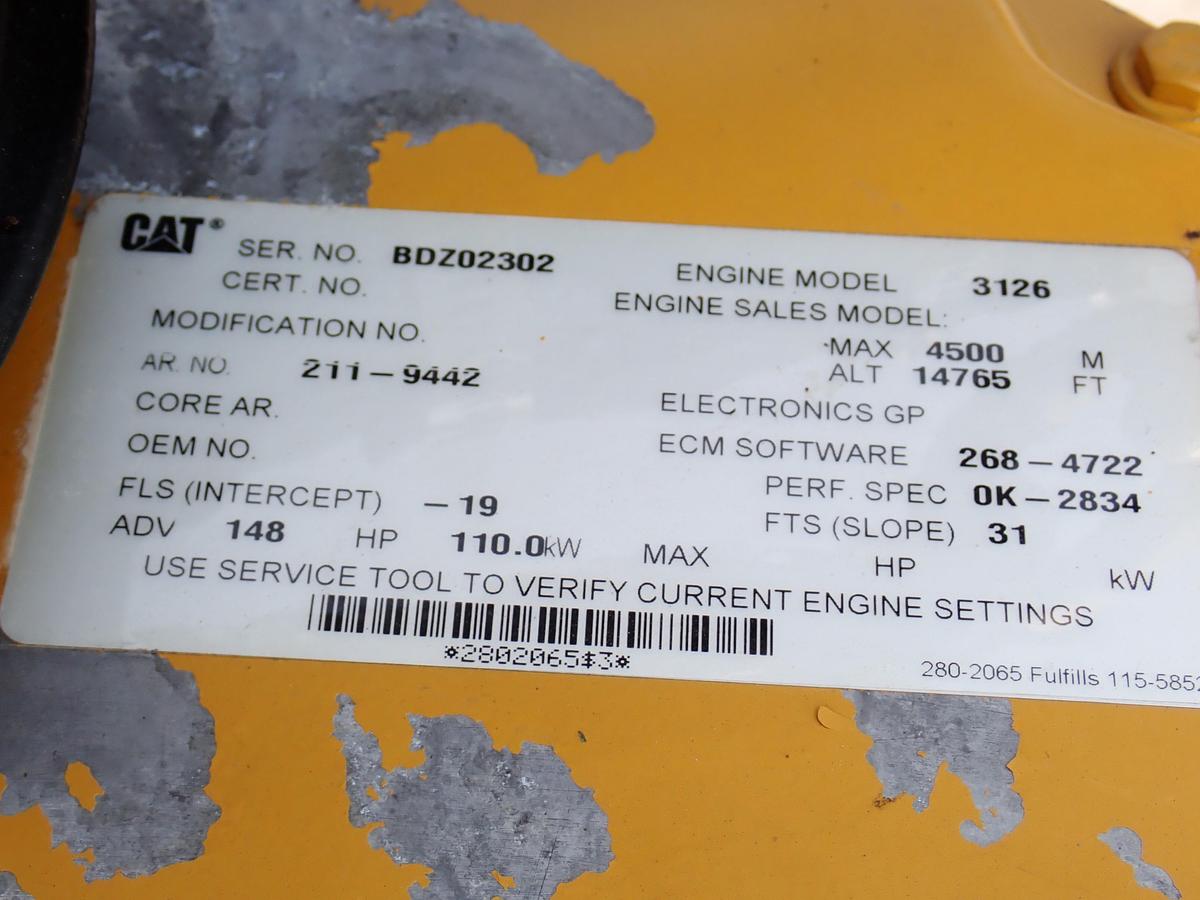 CAT® SER. NO. BDZ02302 ENGINE MODEL 3126
CERT. NO. ENGINE SALES MODEL:
MODIFICATION NO. MAX 4500 M
AR. NO. 211-9442 ALT 14765 FT
CORE AR. ELECTRONICS GP
OEM NO. ECM SOFTWARE 268-4722
FLS (INTERCEPT) -19 PERF. SPEC 0K-2834
FTS (SLOPE) 31
ADV 148 HP 110.0kW MAX HP kW
USE SERVICE TOOL TO VERIFY CURRENT ENGINE SETTINGS
*2802065‡3*
280-2065 Fulfills 115-5852